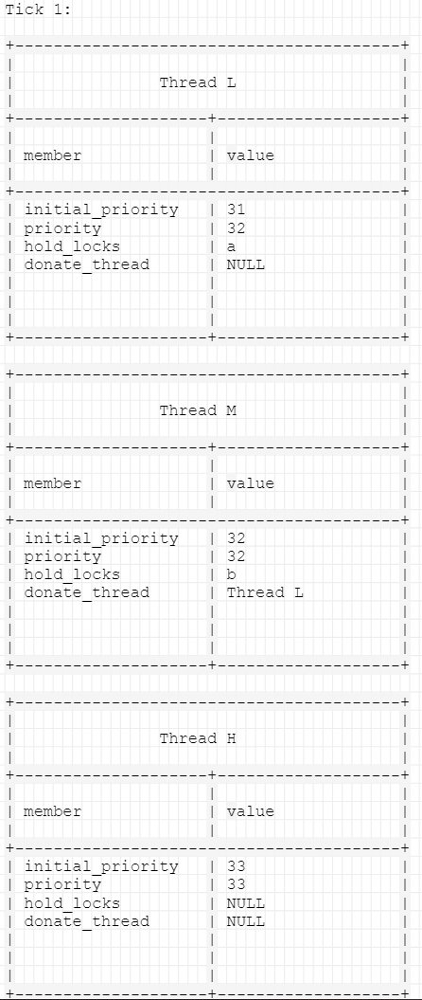 Tick 1:
+----------------------------------------+
|                                        |
|               Thread L                 |
|                                        |
+--------------------+-------------------+
|                    |                   |
| member             | value             |
|                    |                   |
+----------------------------------------+
| initial_priority   | 31                |
| priority           | 32                |
| hold_locks         | a                 |
| donate_thread      | NULL              |
|                    |                   |
|                    |                   |
|                    |                   |
+--------------------+-------------------+
+----------------------------------------+
|                                        |
|               Thread M                 |
|                                        |
+--------------------+-------------------+
|                    |                   |
| member             | value             |
|                    |                   |
+----------------------------------------+
| initial_priority   | 32                |
| priority           | 32                |
| hold_locks         | b                 |
| donate_thread      | Thread L          |
|                    |                   |
|                    |                   |
|                    |                   |
+--------------------+-------------------+
+----------------------------------------+
|                                        |
|               Thread H                 |
|                                        |
+--------------------+-------------------+
|                    |                   |
| member             | value             |
|                    |                   |
+----------------------------------------+
| initial_priority   | 33                |
| priority           | 33                |
| hold_locks         | NULL              |
| donate_thread      | NULL              |
|                    |                   |
|                    |                   |
|                    |                   |
+--------------------+-------------------+